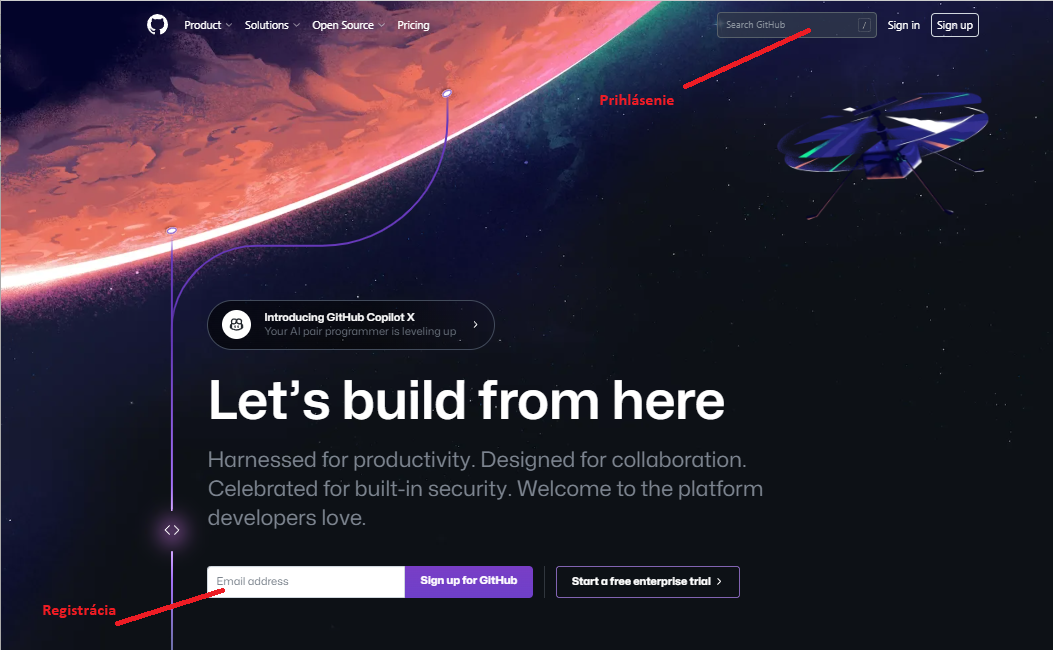 Product Solutions Open Source Pricing Search GitHub / Sign in Sign up
Prihlásenie
Introducing GitHub Copilot X
Your AI pair programmer is leveling up
Let's build from here
Harnessed for productivity. Designed for collaboration.
Celebrated for built-in security. Welcome to the platform
developers love.
Email address Sign up for GitHub Start a free enterprise trial
Registrácia